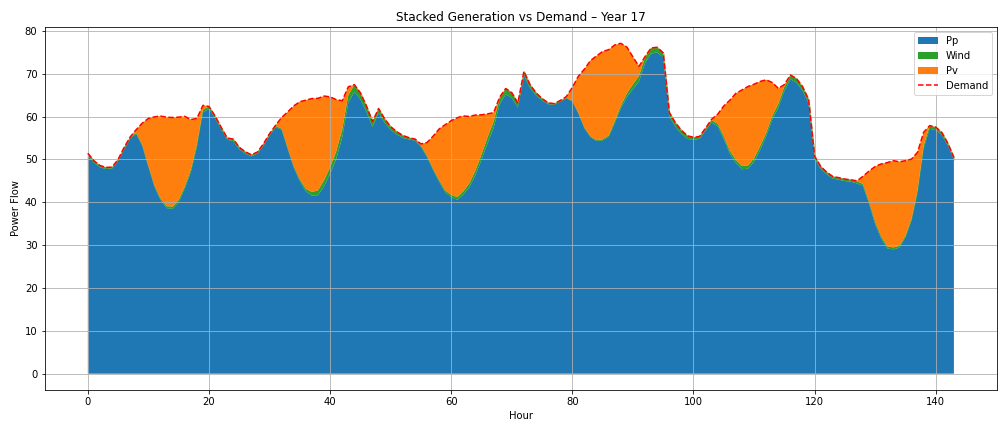 Stacked Generation vs Demand – Year 17
Power Flow
80
70
60
50
40
30
20
10
0
Pp
Wind
Pv
Demand
0 20 40 60 80 100 120 140
Hour